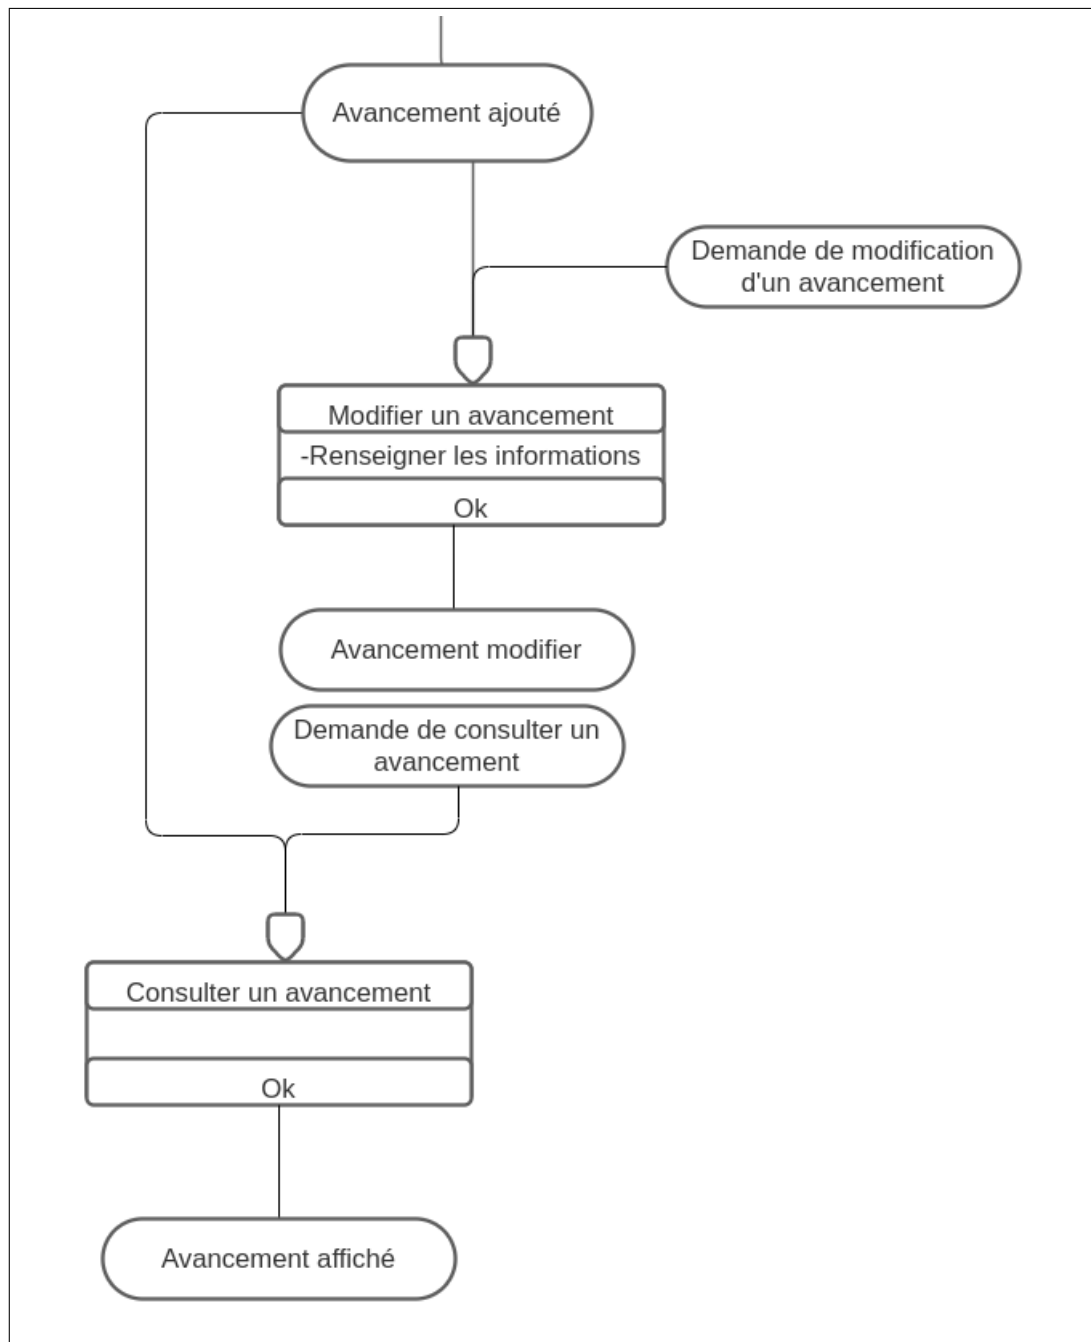 Avancement ajouté
Demande de modification
d'un avancement
Modifier un avancement
-Renseigner les informations
Ok
Avancement modifier
Demande de consulter un
avancement
Consulter un avancement
Ok
Avancement affiché